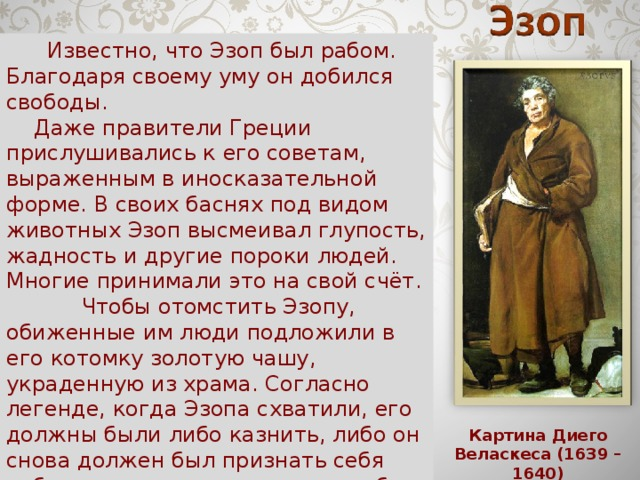 Эзоп
Известно, что Эзоп был рабом.
Благодаря своему уму он добился
свободы.
Даже правители Греции
прислушивались к его советам,
выраженным в иносказательной
форме. В своих баснях под видом
животных Эзоп высмеивал глупость,
жадность и другие пороки людей.
Многие принимали это на свой счёт.
Чтобы отомстить Эзопу,
обиженные им люди подложили в
его котомку золотую чашу,
украденную из храма. Согласно
легенде, когда Эзопа схватили, его
должны были либо казнить, либо он
снова должен был признать себя
Картина Диего
Веласкеса (1639 –
1640)